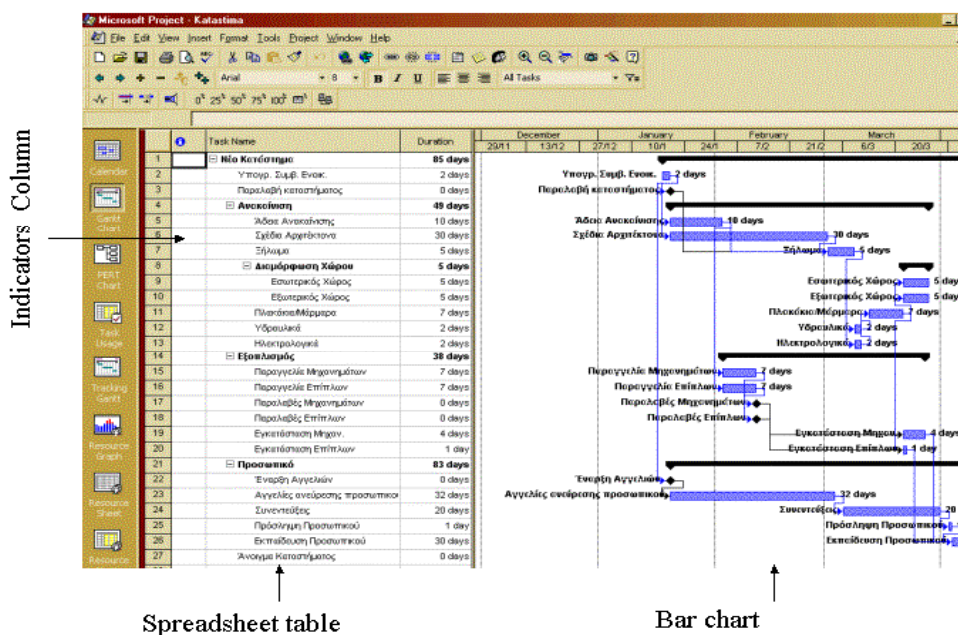 Microsoft Project - Katastima
File Edit View Insert Format Tools Project Window Help
Arial 8 B I U All Tasks
0% 25% 50% 75% 100%
Task Name Duration
December January February March
29/11 13/12 27/12 10/1 24/1 7/2 21/2 6/3 20/3
1 Νέο Κατάστημα 85 days
2 Υπογρ. Συμβ. Ενοικ. 2 days
3 Παραλαβή καταστήματος 0 days
4 Ανακαίνιση 49 days
5 Άδεια Ανακαίνισης 10 days
6 Σχέδια Αρχιτέκτονα 30 days
7 Ξήλωμα 5 days
8 Διαμόρφωση Χώρου 5 days
9 Εσωτερικός Χώρος 5 days
10 Εξωτερικός Χώρος 5 days
11 Πλακάκια/Μάρμαρα 7 days
12 Υδραυλικά 2 days
13 Ηλεκτρολογικά 2 days
14 Εξοπλισμός 38 days
15 Παραγγελία Μηχανημάτων 7 days
16 Παραγγελία Επίπλων 7 days
17 Παραλαβές Μηχανημάτων 0 days
18 Παραλαβές Επίπλων 0 days
19 Εγκατάσταση Μηχαν. 4 days
20 Εγκατάσταση Επίπλων 1 day
21 Προσωπικό 83 days
22 Έναρξη Αγγελιών 0 days
23 Αγγελίες ανεύρεσης προσωπικού 32 days
24 Συνεντεύξεις 20 days
25 Πρόσληψη Προσωπικού 1 day
26 Εκπαίδευση Προσωπικού 30 days
27 Άνοιγμα Καταστήματος 0 days
Υπογρ. Συμβ. Ενοικ. 2 days
Παραλαβή καταστήματος
Άδεια Ανακαίνισης 10 days
Σχέδια Αρχιτέκτονα 30 days
Ξήλωμα 5 days
Εσωτερικός Χώρος 5 days
Εξωτερικός Χώρος 5 days
Πλακάκια/Μάρμαρα 7 days
Υδραυλικά 2 days
Ηλεκτρολογικά 2 days
Παραγγελία Μηχανημάτων 7 days
Παραγγελία Επίπλων 7 days
Παραλαβές Μηχανημάτων
Παραλαβές Επίπλων
Εγκατάσταση Μηχαν. 4 days
Εγκατάσταση Επίπλων 1 day
Έναρξη Αγγελιών
Αγγελίες ανεύρεσης προσωπικού 32 days
Συνεντεύξεις 20
Πρόσληψη Προσωπικού
Εκπαίδευση Προσωπικού
Calendar
Gantt
Chart
PERT
Chart
Task
Usage
Tracking
Gantt
Resource
Graph
Resource
Sheet
Resource
Indicators Column
Spreadsheet table
Bar chart